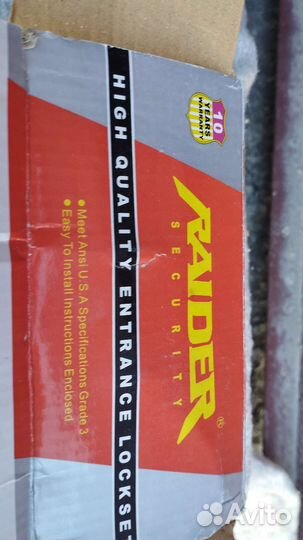 10
YEARS
WARRANTY
RAIDER®
SECURITY
HIGH QUALITY ENTRANCE LOCKSET
● Meet Ansi U.S.A Specifications Grade 3
● Easy To Install Instructions Enclosed
Avito